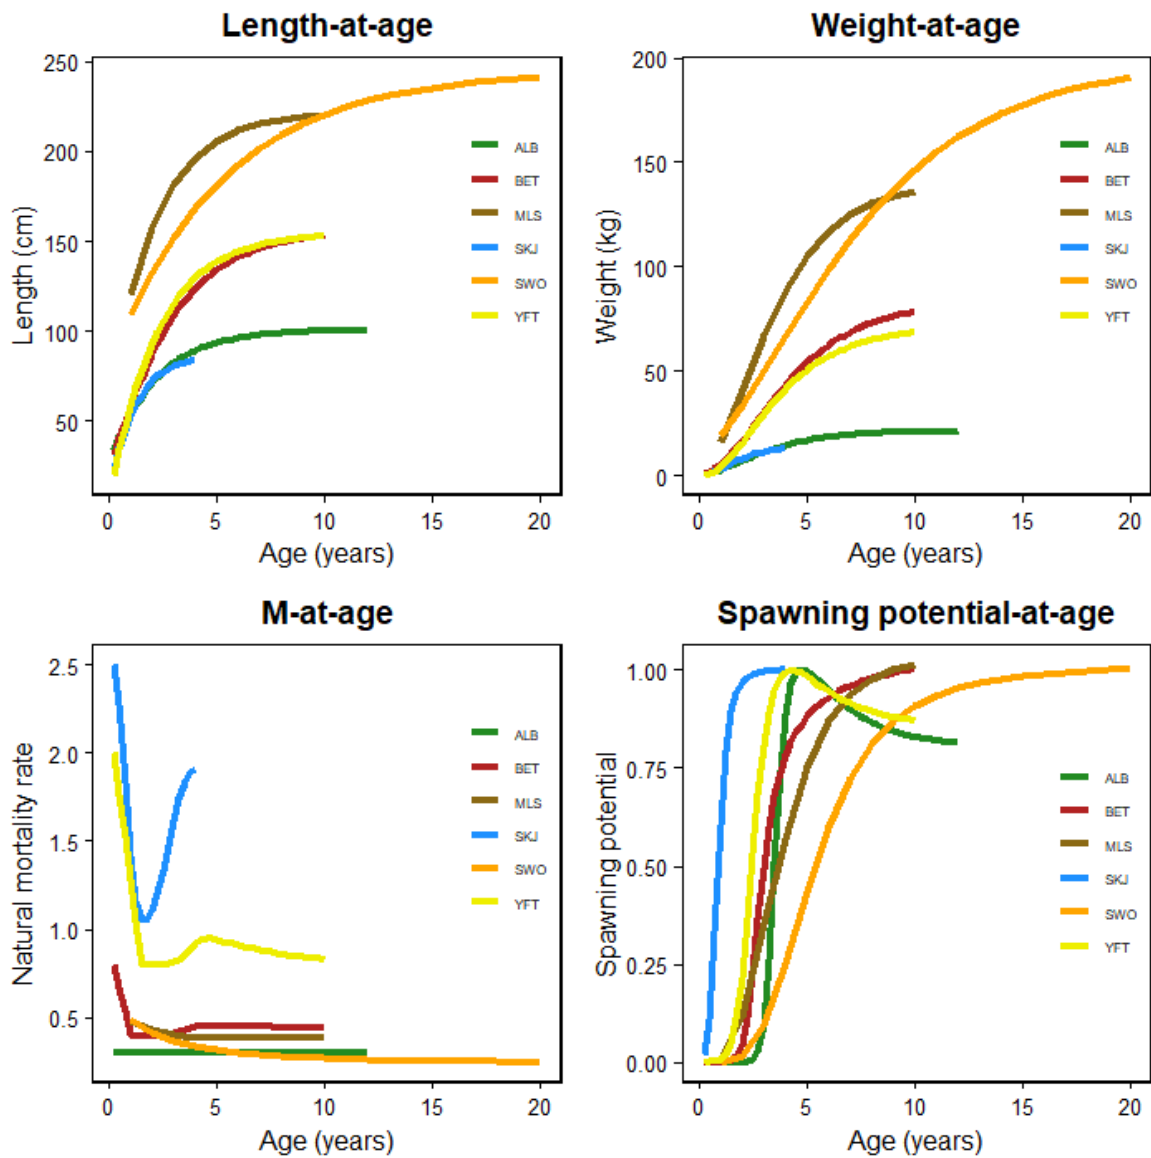 Length-at-age
Length (cm)
250
200
150
100
50
0 5 10 15 20
Age (years)
ALB
BET
MLS
SKJ
SWO
YFT
Weight-at-age
Weight (kg)
200
150
100
50
0
0 5 10 15 20
Age (years)
ALB
BET
MLS
SKJ
SWO
YFT
M-at-age
Natural mortality rate
2.5
2.0
1.5
1.0
0.5
0 5 10 15 20
Age (years)
ALB
BET
MLS
SKJ
SWO
YFT
Spawning potential-at-age
Spawning potential
1.00
0.75
0.50
0.25
0.00
0 5 10 15 20
Age (years)
ALB
BET
MLS
SKJ
SWO
YFT